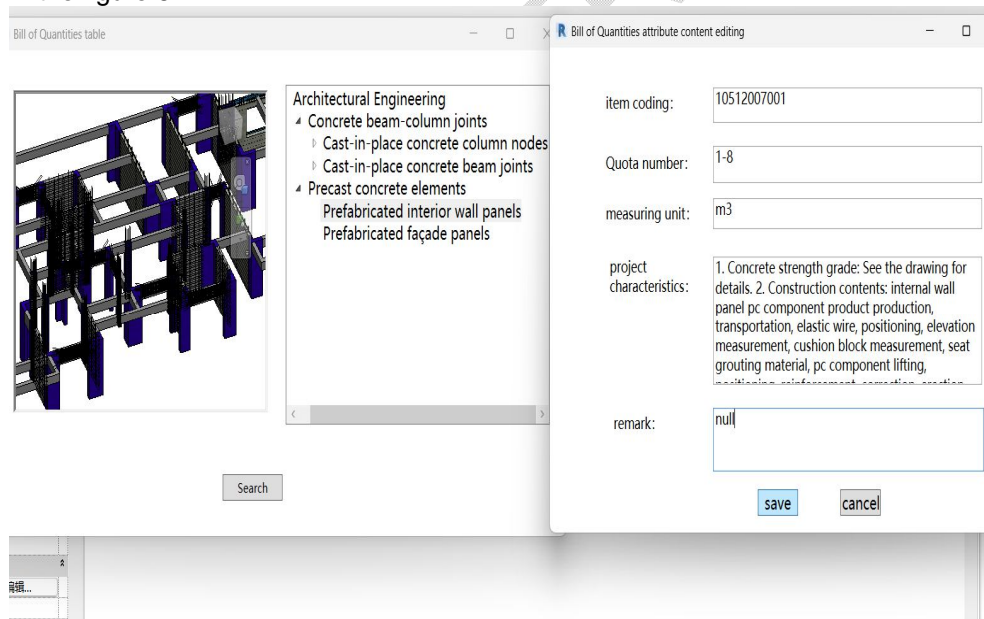 Bill of Quantities table
Architectural Engineering
Concrete beam-column joints
Cast-in-place concrete column nodes
Cast-in-place concrete beam joints
Precast concrete elements
Prefabricated interior wall panels
Prefabricated façade panels
Search
R Bill of Quantities attribute content editing
item coding: 10512007001
Quota number: 1-8
measuring unit: m3
project
characteristics:
1. Concrete strength grade: See the drawing for
details. 2. Construction contents: internal wall
panel pc component product production,
transportation, elastic wire, positioning, elevation
measurement, cushion block measurement, seat
grouting material, pc component lifting,
remark: null
save cancel
编辑...